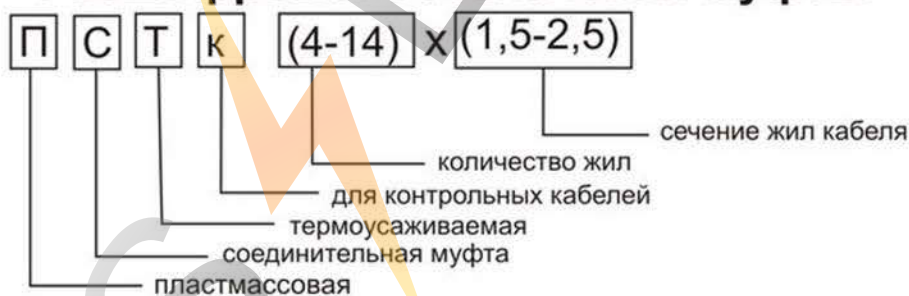 П С Т к (4-14) х (1,5-2,5)
сечение жил кабеля
количество жил
для контрольных кабелей
термоусаживаемая
соединительная муфта
пластмассовая